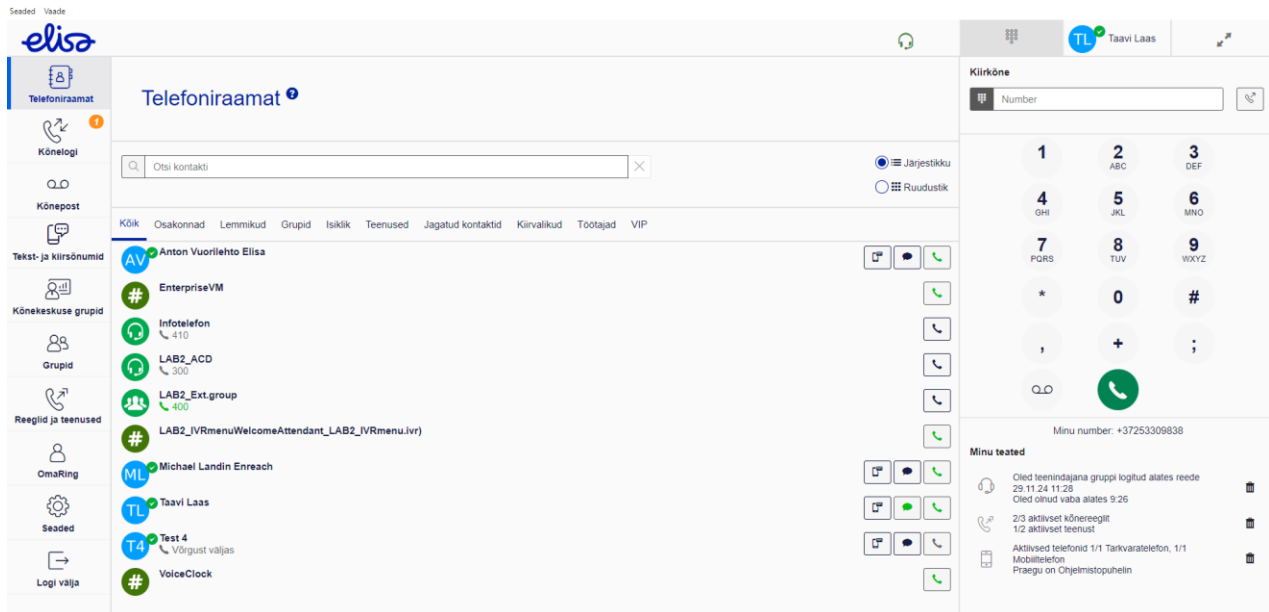 Seaded Vaade
elisa
TL Taavi Laas
Telefoniraamat
1
Kõnelogi
Kõnepost
Tekst- ja kiirsõnumid
Kõnekeskuse grupid
Grupid
Reeglid ja teenused
OmaRing
Seaded
Logi välja
Telefoniraamat ?
Otsi kontakti
Järjestikku
Ruudustik
Kõik Osakonnad Lemmikud Grupid Isiklik Teenused Jagatud kontaktid Kiirvalikud Töötajad VIP
AV Anton Vuorilehto Elisa
# EnterpriseVM
Infotelefon
410
LAB2_ACD
300
LAB2_Ext.group
400
# LAB2_IVRmenuWelcomeAttendant_LAB2_IVRmenu.ivr)
ML Michael Landin Enreach
TL Taavi Laas
T4 Test 4
Võrgust väljas
# VoiceClock
Kiirkõne
Number
1 2 3
ABC DEF
4 5 6
GHI JKL MNO
7 8 9
PQRS TUV WXYZ
* 0 #
, + ;
Minu number: +37253309838
Minu teated
Oled teenindajana gruppi logitud alates reede
29.11.24 11:28
Oled olnud vaba alates 9:26
2/3 aktiivset kõnereeglit
1/2 aktiivset teenust
Aktiivsed telefonid 1/1 Tarkvaratelefon, 1/1
Mobiiltelefon
Praegu on Ohjelmistopuhelin